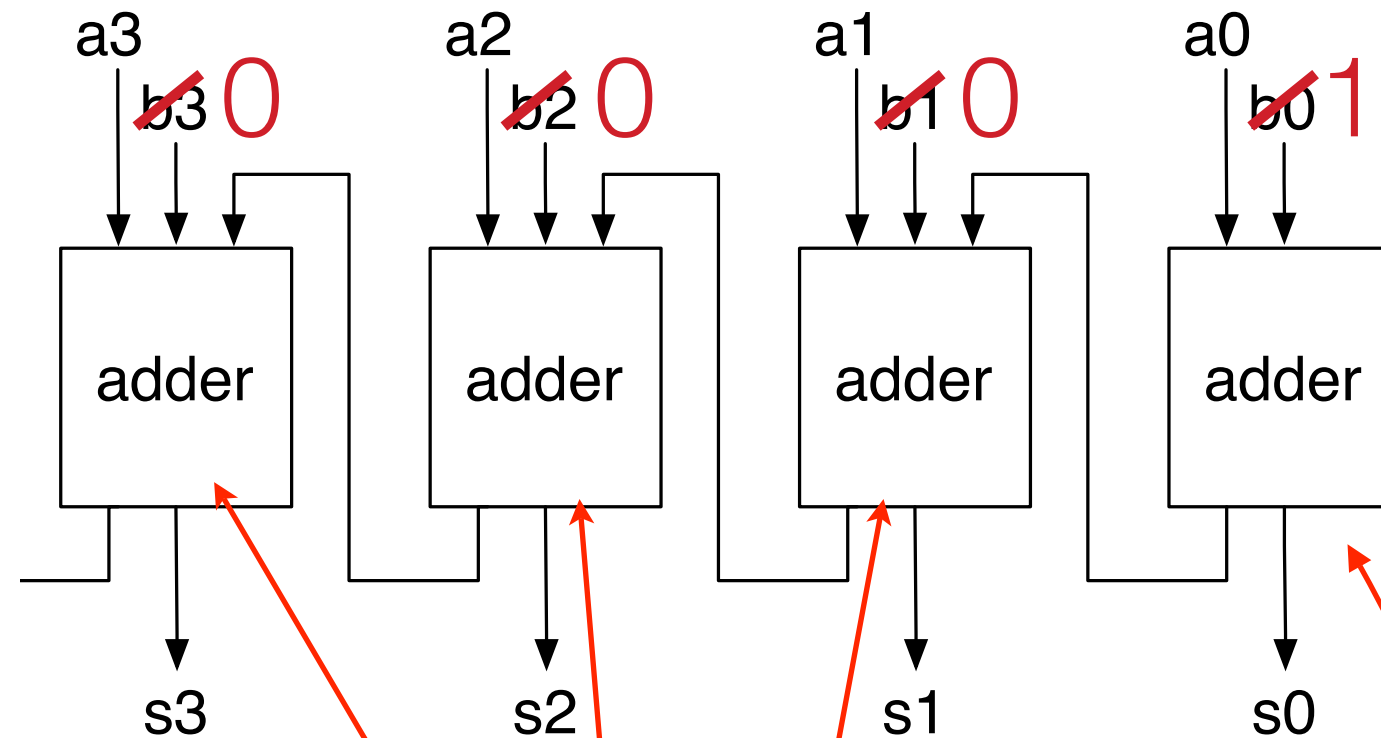 a3 a2 a1 a0
b3 0 b2 0 b1 0 b0 1
adder adder adder adder
s3 s2 s1 s0